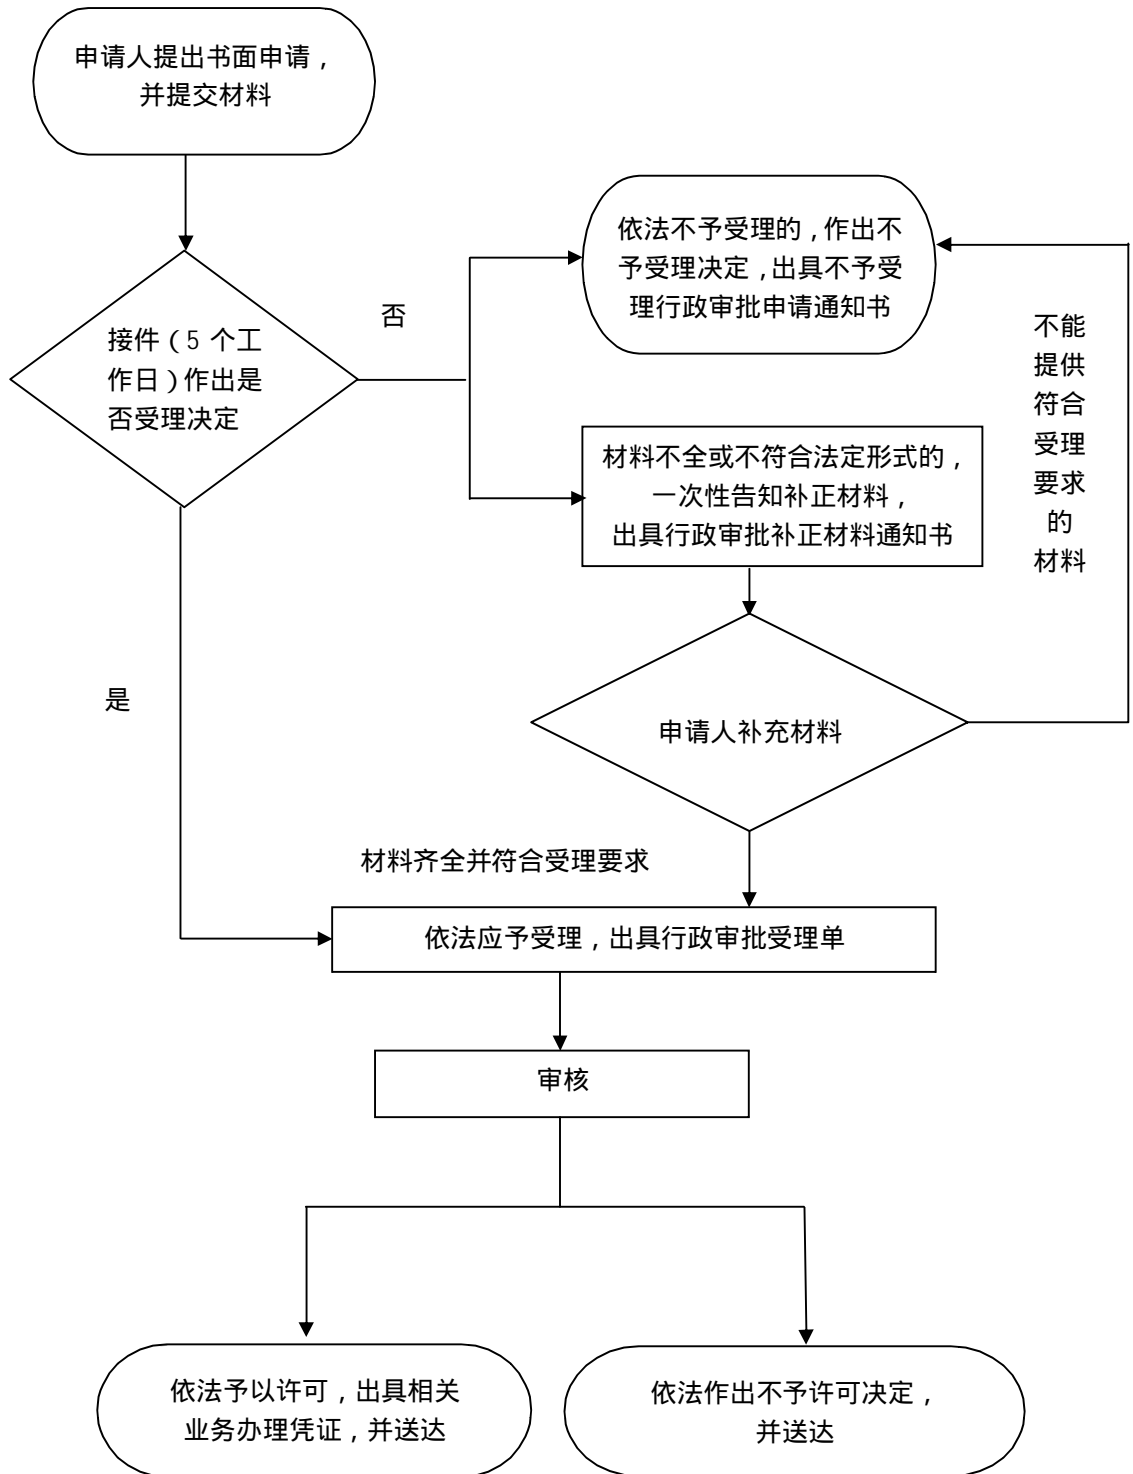 申请人提出书面申请，
并提交材料
依法不予受理的，作出不
予受理决定，出具不予受
理行政审批申请通知书
否
接件（5 个工
作日）作出是
否受理决定
不能
提供
符合
受理
要求
的
材料
材料不全或不符合法定形式的，
一次性告知补正材料，
出具行政审批补正材料通知书
是
申请人补充材料
材料齐全并符合受理要求
依法应予受理，出具行政审批受理单
审核
依法予以许可，出具相关
业务办理凭证，并送达
依法作出不予许可决定，
并送达